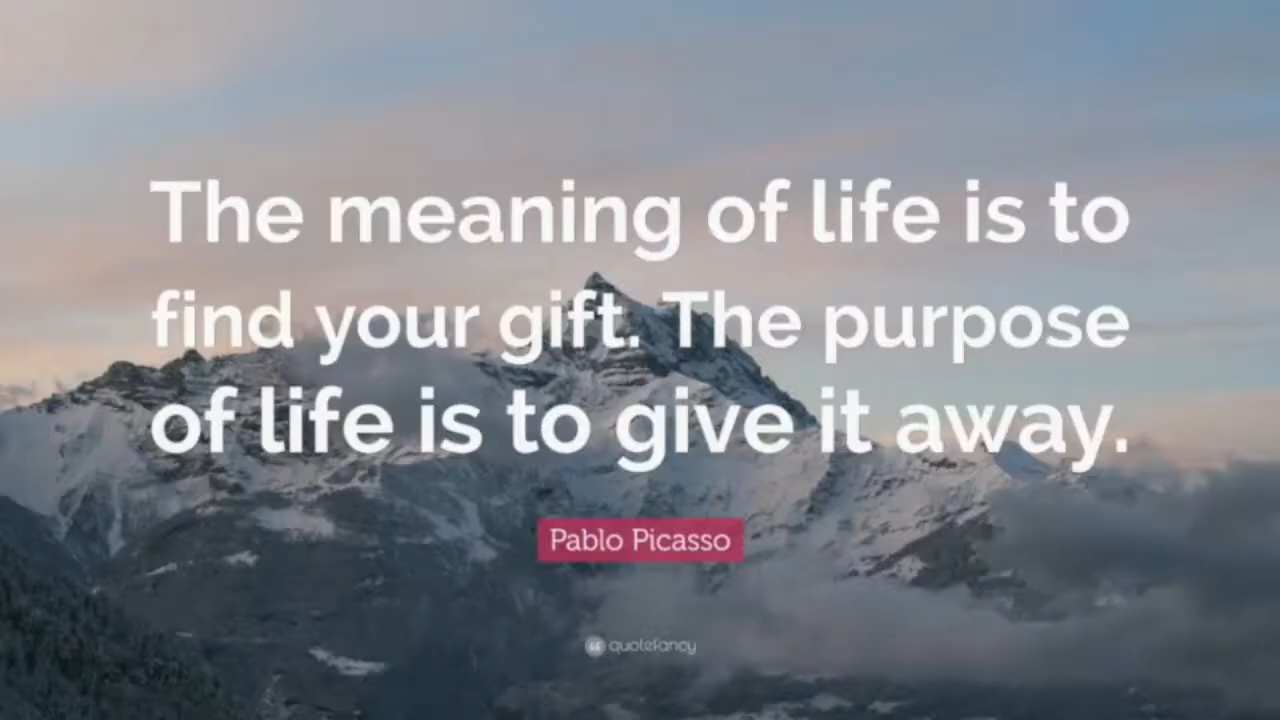 The meaning of life is to
find your gift. The purpose
of life is to give it away.
Pablo Picasso
quotefancy